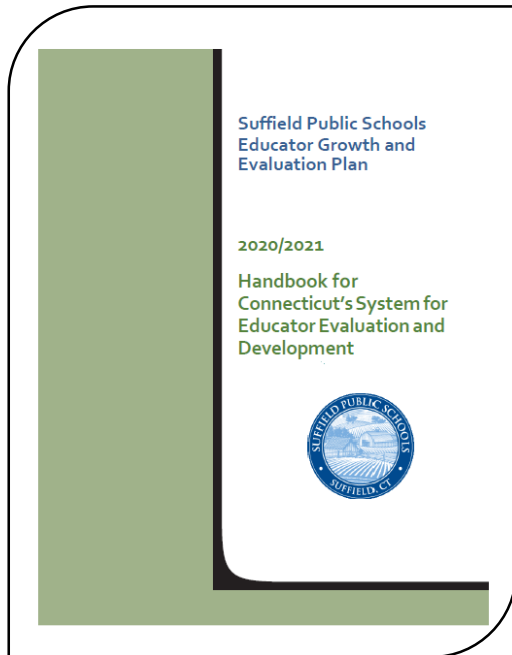 Suffield Public Schools
Educator Growth and
Evaluation Plan
2020/2021
Handbook for
Connecticut's System for
Educator Evaluation and
Development
SUFFIELD PUBLIC SCHOOLS
SUFFIELD, CT